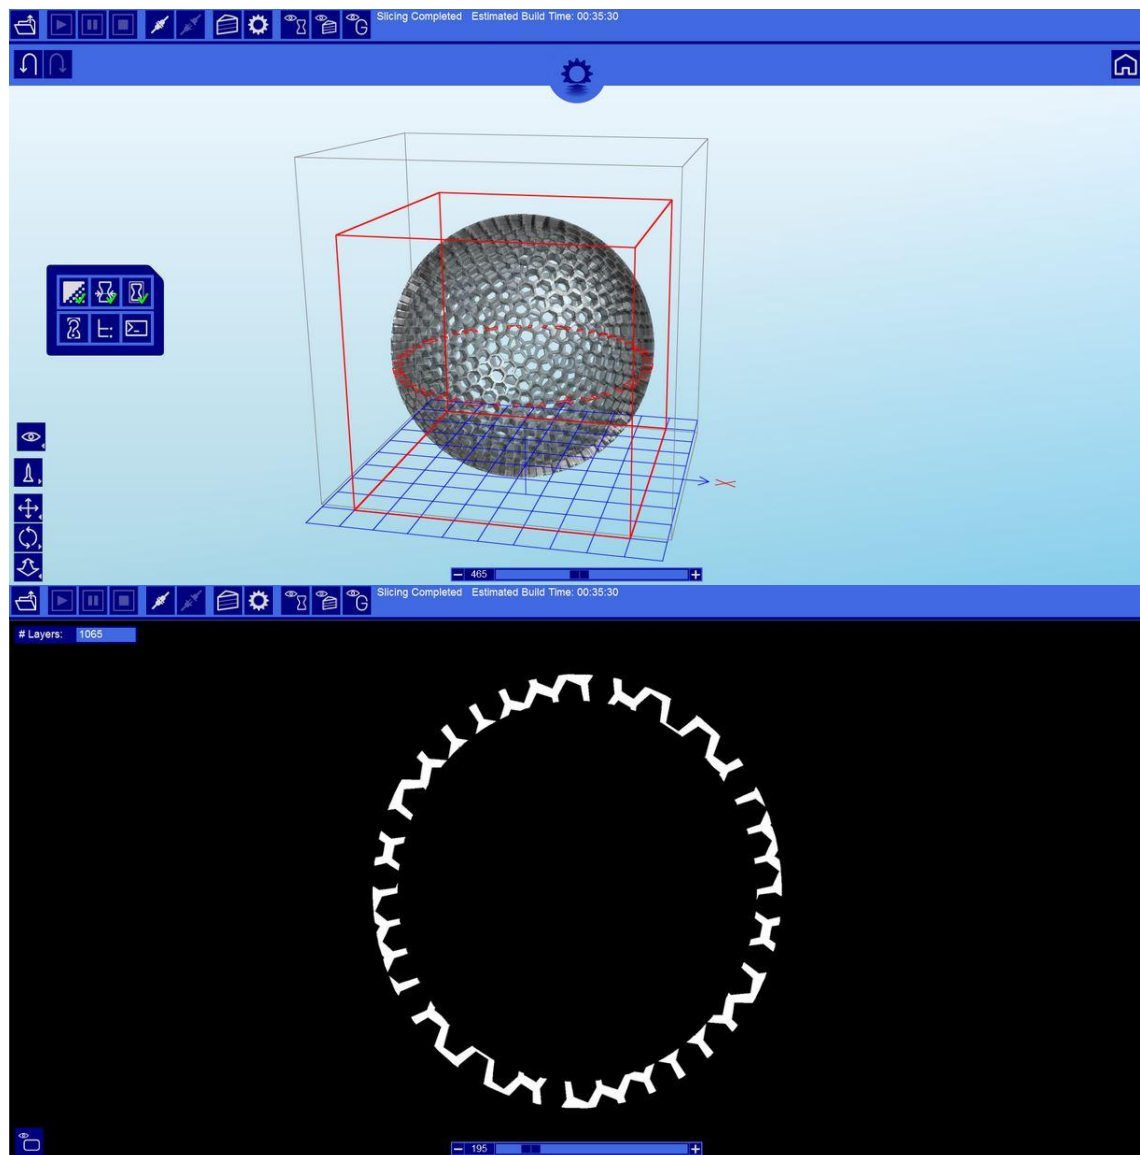 Slicing Completed Estimated Build Time: 00:35:30
G
X
465
Slicing Completed Estimated Build Time: 00:35:30
G
# Layers: 1065
195